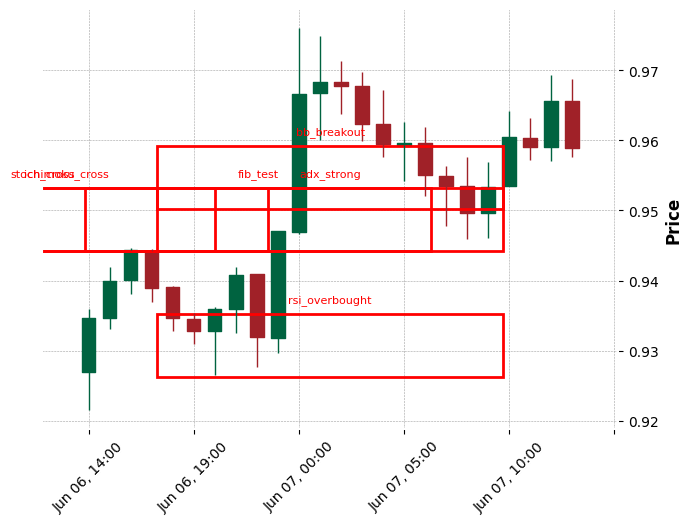 0.97
bb_breakout
0.96
stoch_cross
ichimoku_cross
fib_test
adx_strong
0.95
Price
0.94
rsi_overbought
0.93
0.92
Jun 06, 14:00
Jun 06, 19:00
Jun 07, 00:00
Jun 07, 05:00
Jun 07, 10:00